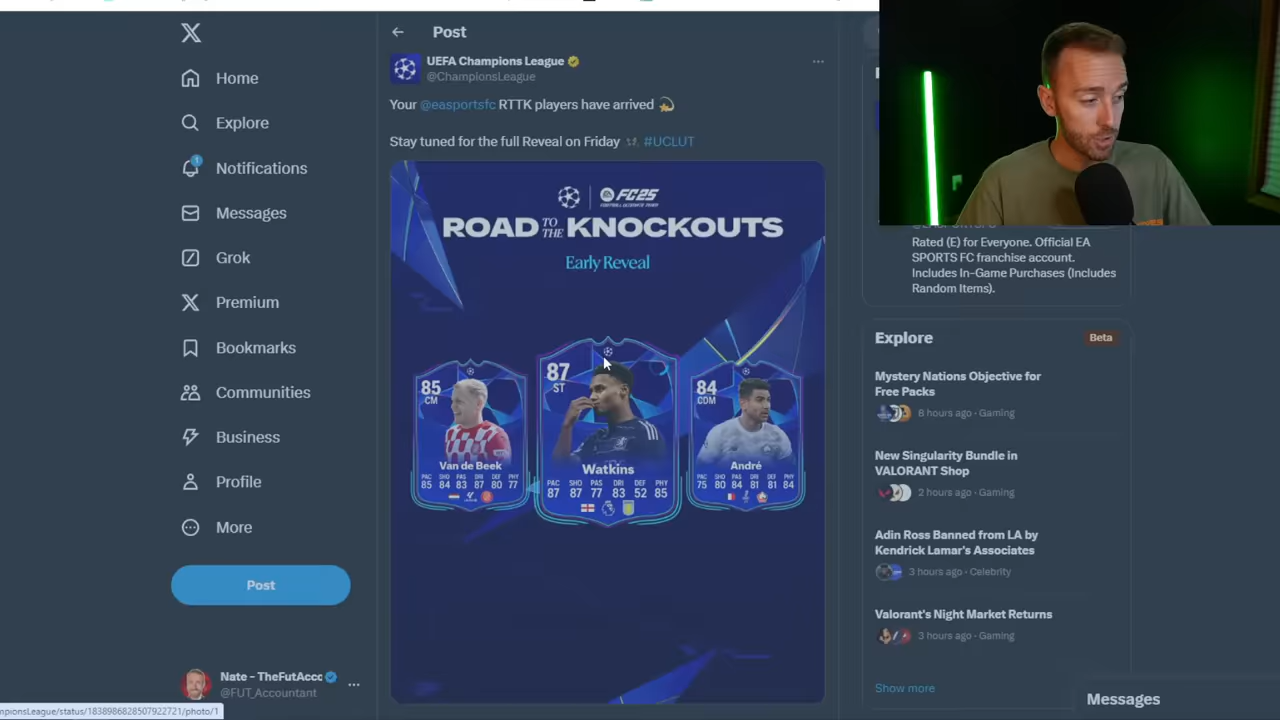 Home
Explore
1
Notifications
Messages
Grok
Premium
Bookmarks
Communities
Business
Profile
More
Post
Nate - TheFutAcc
@FUT_Accountant
Post
UEFA Champions League
@ChampionsLeague
Your @easportsfc RTTK players have arrived
Stay tuned for the full Reveal on Friday #UCLUT
FC25
ROAD TO THE KNOCKOUTS
Early Reveal
85
CM
Van de Beek
PAC SHO PAS DRI DEF PHY
85 84 83 87 80 77
87
ST
Watkins
PAC SHO PAS DRI DEF PHY
87 87 77 83 52 85
84
CDM
André
PAC SHO PAS DRI DEF PHY
75 80 84 81 81 84
Rated (E) for Everyone. Official EA
SPORTS FC franchise account.
Includes In-Game Purchases (Includes
Random Items).
Explore
Beta
Mystery Nations Objective for
Free Packs
8 hours ago · Gaming
New Singularity Bundle in
VALORANT Shop
2 hours ago · Gaming
Adin Ross Banned from LA by
Kendrick Lamar's Associates
3 hours ago · Celebrity
Valorant's Night Market Returns
3 hours ago · Gaming
Show more
Messages
mpionsLeague/status/1838986828507922721/photo/1